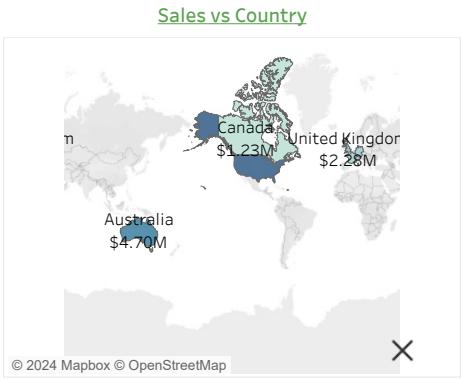 Sales vs Country
Canada
$1.23M
m
United Kingdom
$2.28M
Australia
$4.70M
© 2024 Mapbox © OpenStreetMap